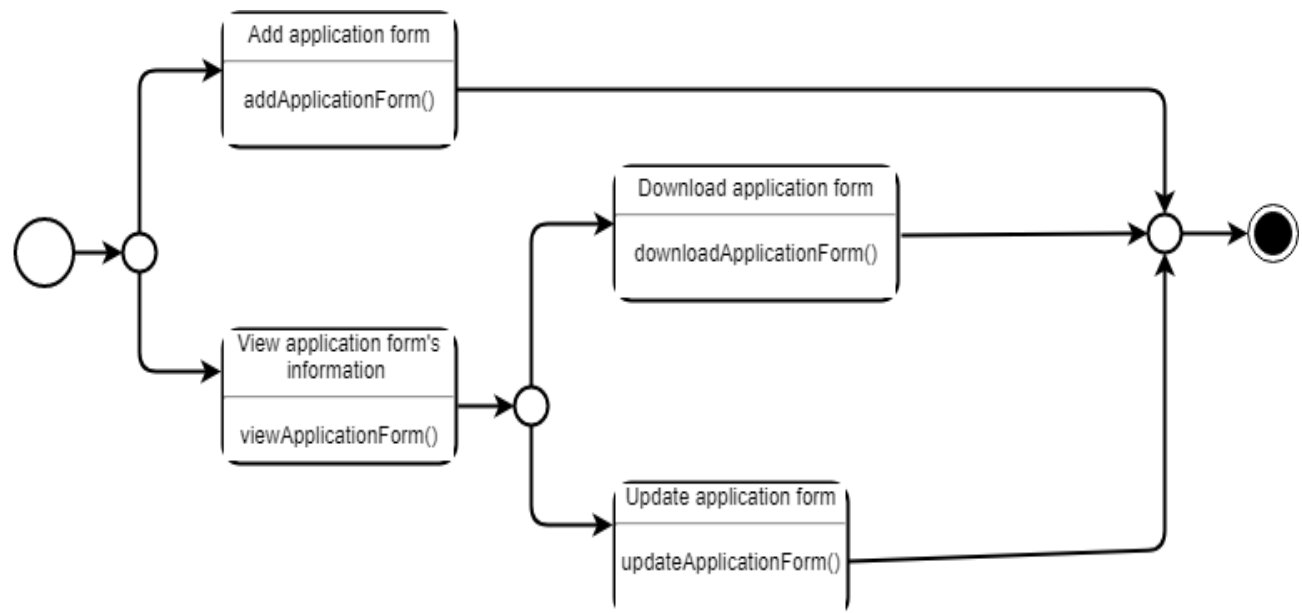 Add application form
addApplicationForm()
Download application form
downloadApplicationForm()
View application form's
information
viewApplicationForm()
Update application form
updateApplicationForm()